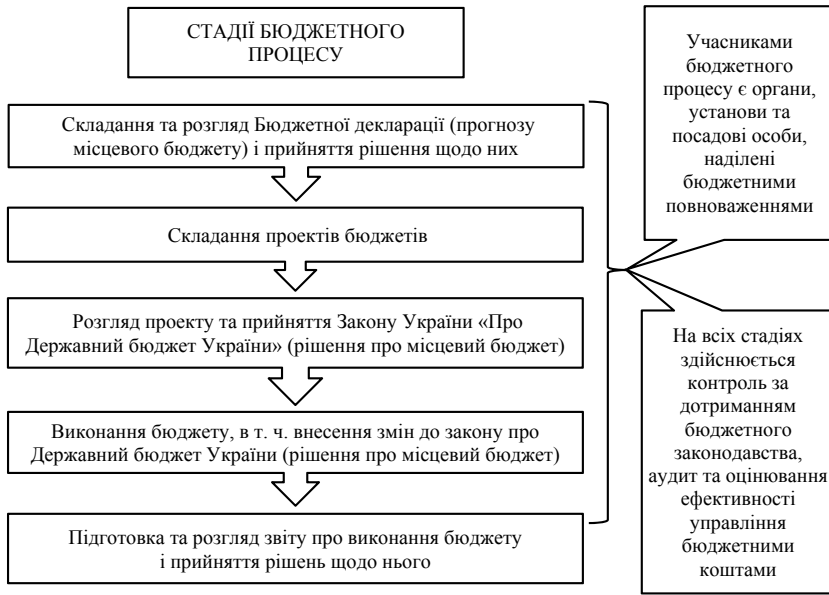 СТАДІЇ БЮДЖЕТНОГО
ПРОЦЕСУ
Складання та розгляд Бюджетної декларації (прогнозу
місцевого бюджету) і прийняття рішення щодо них
Складання проектів бюджетів
Розгляд проекту та прийняття Закону України «Про
Державний бюджет України» (рішення про місцевий бюджет)
Виконання бюджету, в т. ч. внесення змін до закону про
Державний бюджет України (рішення про місцевий бюджет)
Підготовка та розгляд звіту про виконання бюджету
і прийняття рішень щодо нього
Учасниками
бюджетного
процесу є органи,
установи та
посадові особи,
наділені
бюджетними
повноваженнями
На всіх стадіях
здійснюється
контроль за
дотриманням
бюджетного
законодавства,
аудит та оцінювання
ефективності
управління
бюджетними
коштами